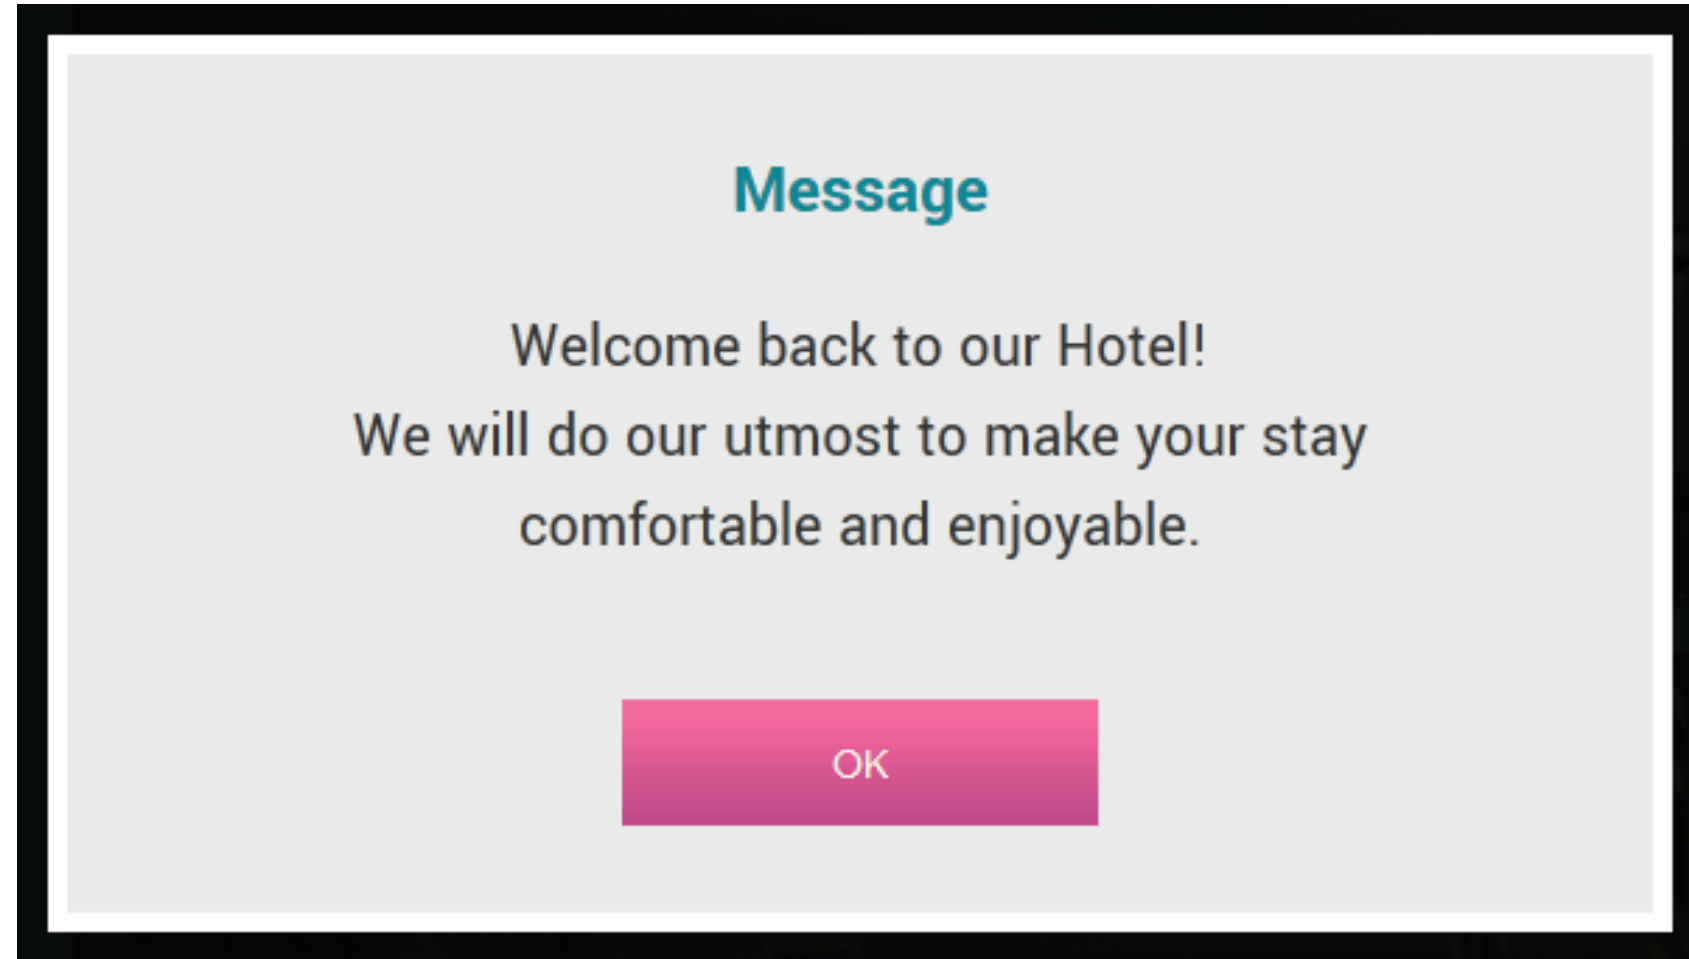 Message
Welcome back to our Hotel!
We will do our utmost to make your stay
comfortable and enjoyable.
OK